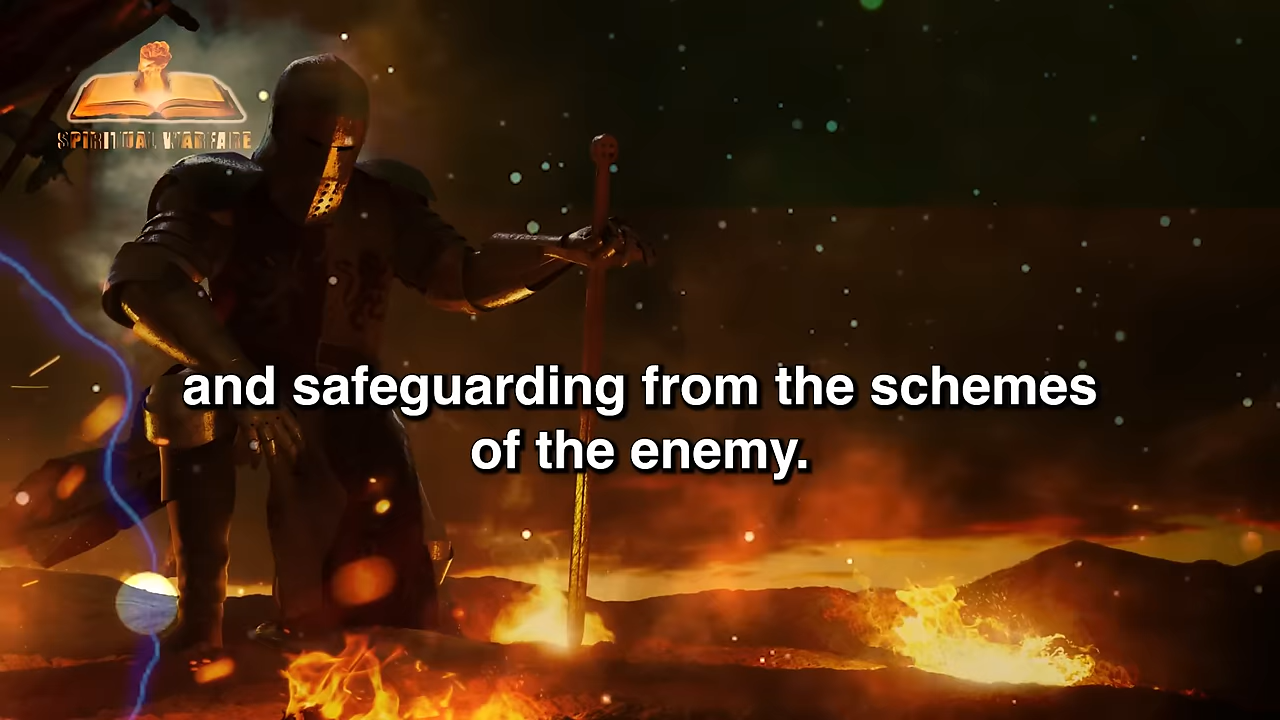 SPIRITUAL WARFARE
and safeguarding from the schemes
of the enemy.